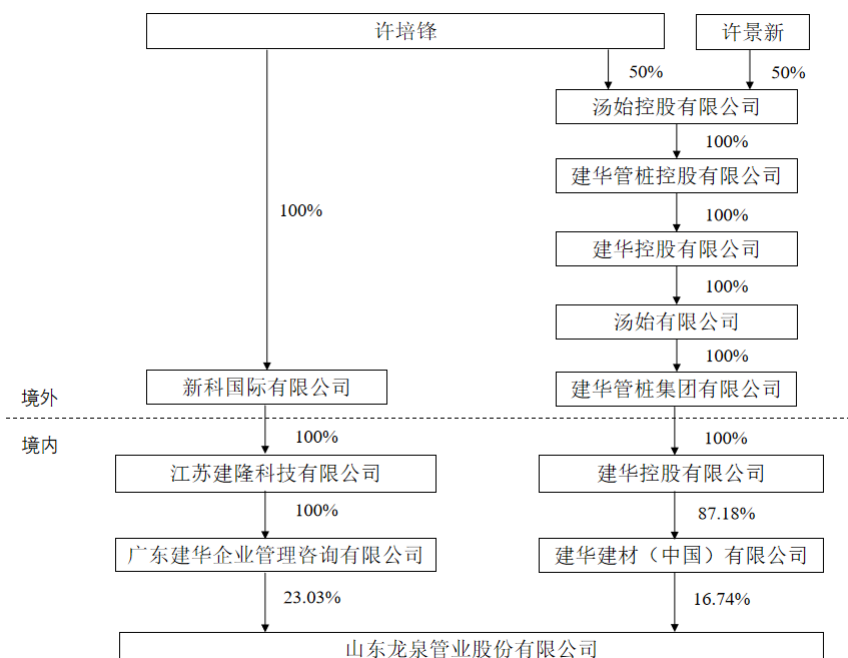 许培锋
许景新
50%
50%
汤始控股有限公司
100%
建华管桩控股有限公司
100%
100%
建华控股有限公司
100%
汤始有限公司
100%
新科国际有限公司
建华管桩集团有限公司
境外
境内
100%
100%
江苏建隆科技有限公司
建华控股有限公司
100%
87.18%
广东建华企业管理咨询有限公司
建华建材（中国）有限公司
23.03%
16.74%
山东龙泉管业股份有限公司